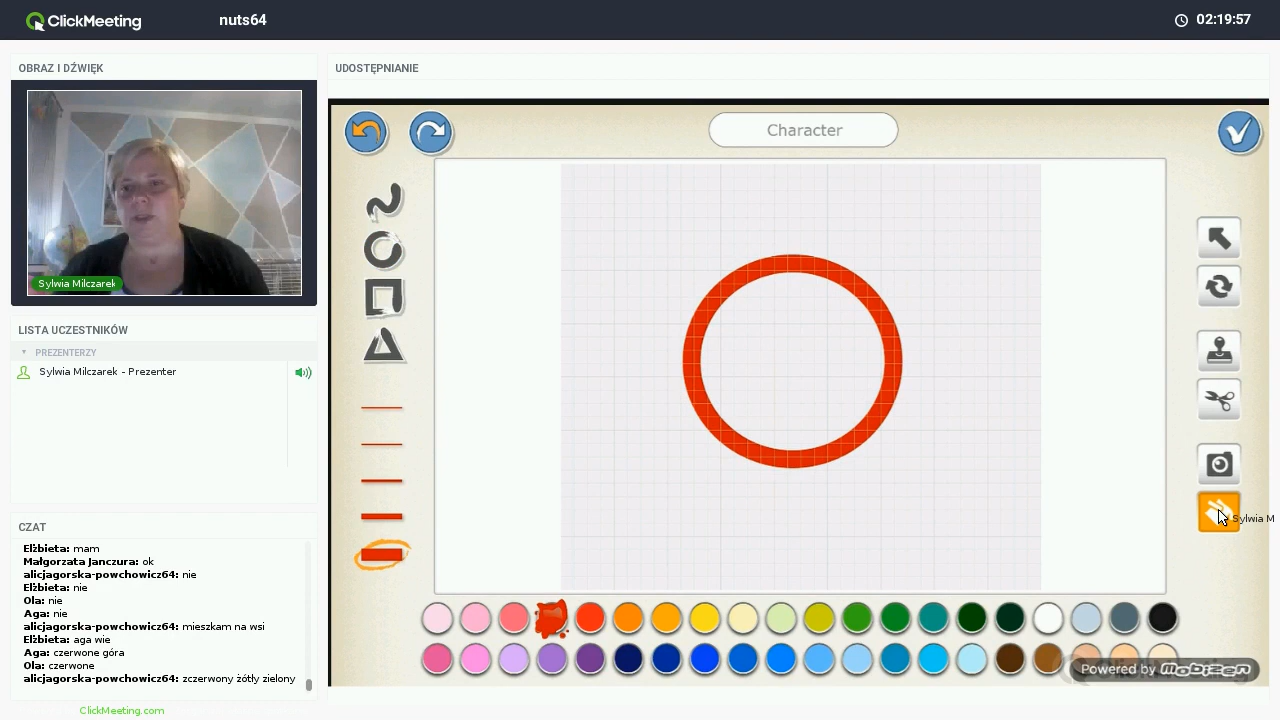 ClickMeeting
nuts64
02:19:57
OBRAZ I DŹWIĘK
Sylwia Milczarek
LISTA UCZESTNIKÓW
PREZENTERZY
Sylwia Milczarek - Prezenter
CZAT
Elżbieta: mam
Małgorzata Janczura: ok
alicjagorska-powchowicz64: nie
Elżbieta: nie
Ola: nie
Aga: nie
alicjagorska-powchowicz64: mieszkam na wsi
Elżbieta: aga wie
Aga: czerwone góra
Ola: czerwone
alicjagorska-powchowicz64: zczerwony żótły zielony
ClickMeeting.com
UDOSTĘPNIANIE
Character
Sylwia M
Powered by Mobizen